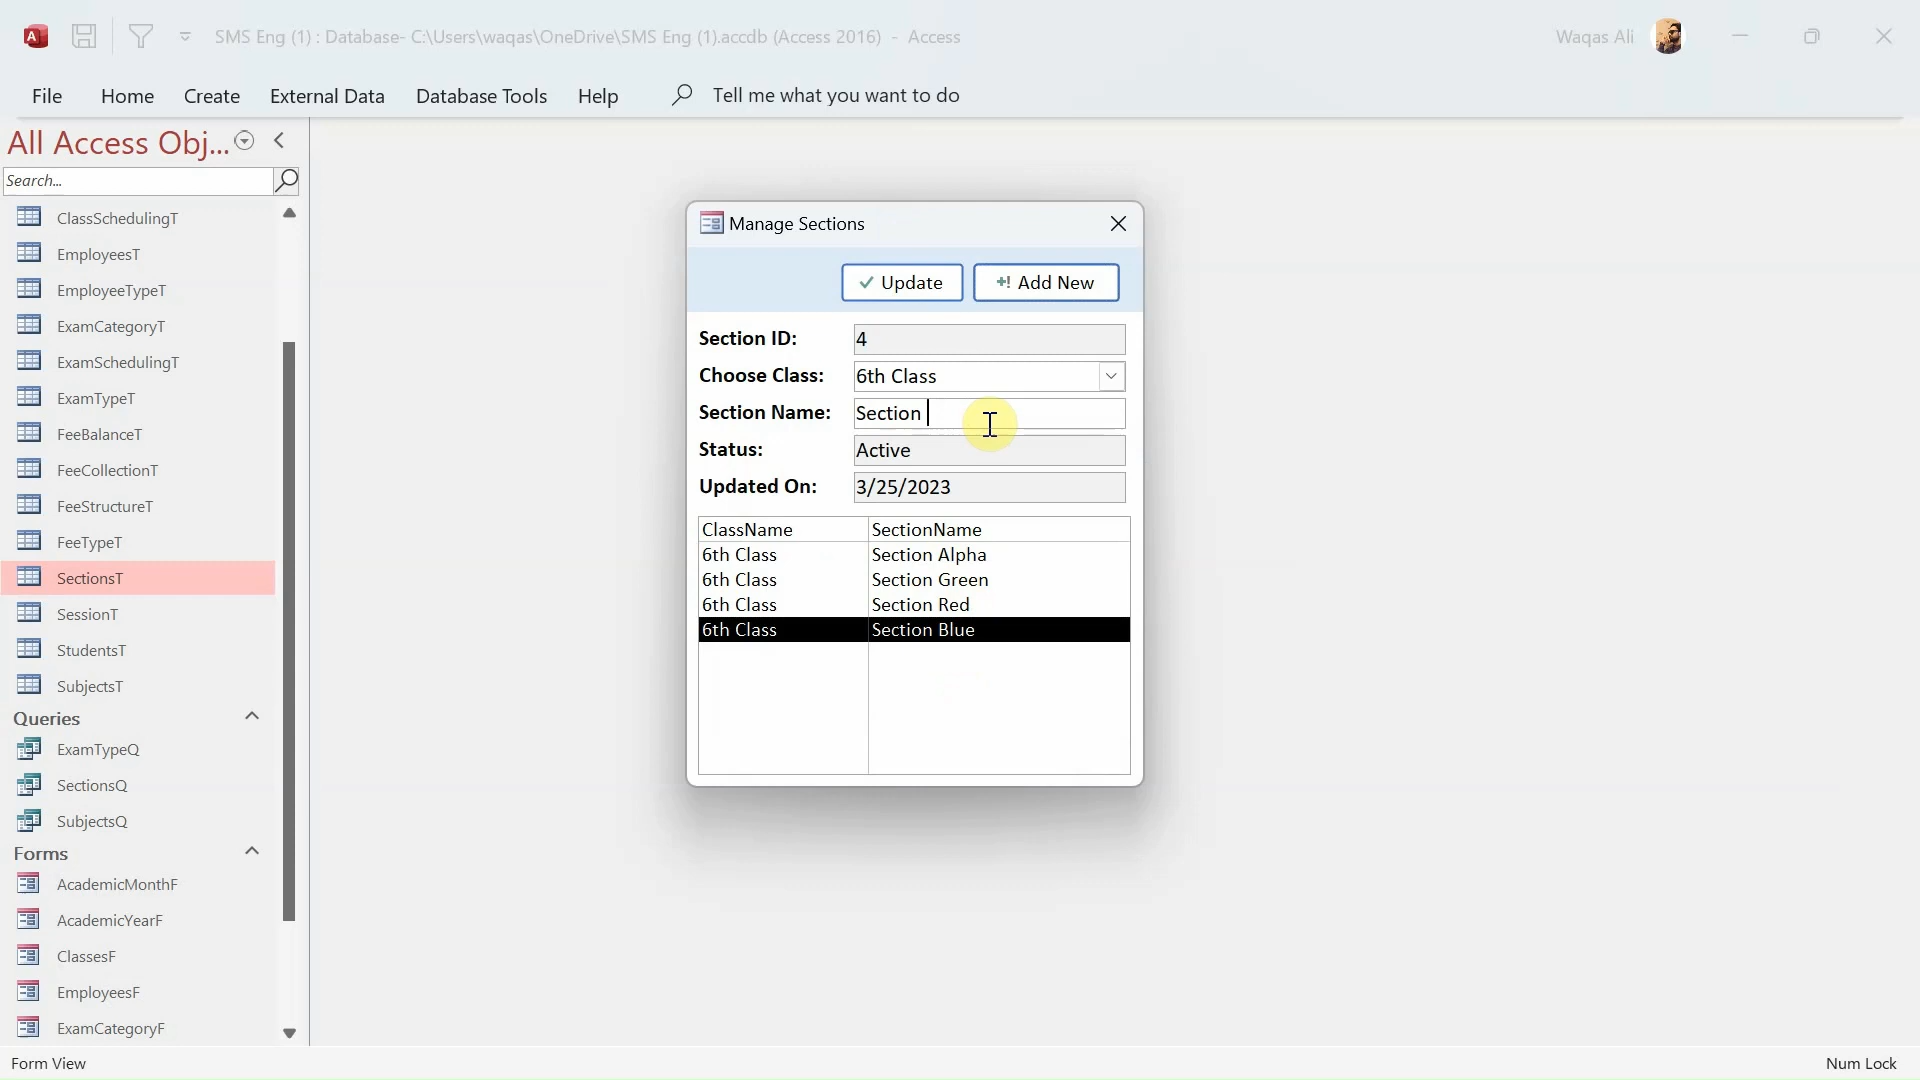 SMS Eng (1) : Database- C:\Users\waqas\OneDrive\SMS Eng (1).accdb (Access 2016) - Access
Waqas Ali
File Home Create External Data Database Tools Help Tell me what you want to do
All Access Obj...
Search...
ClassSchedulingT
EmployeesT
EmployeeTypeT
ExamCategoryT
ExamSchedulingT
ExamTypeT
FeeBalanceT
FeeCollectionT
FeeStructureT
FeeTypeT
SectionsT
SessionT
StudentsT
SubjectsT
Queries
ExamTypeQ
SectionsQ
SubjectsQ
Forms
AcademicMonthF
AcademicYearF
ClassesF
EmployeesF
ExamCategoryF
Manage Sections
Update Add New
Section ID: 4
Choose Class: 6th Class
Section Name: Section
Status: Active
Updated On: 3/25/2023
ClassName SectionName
6th Class Section Alpha
6th Class Section Green
6th Class Section Red
6th Class Section Blue
Form View
Num Lock